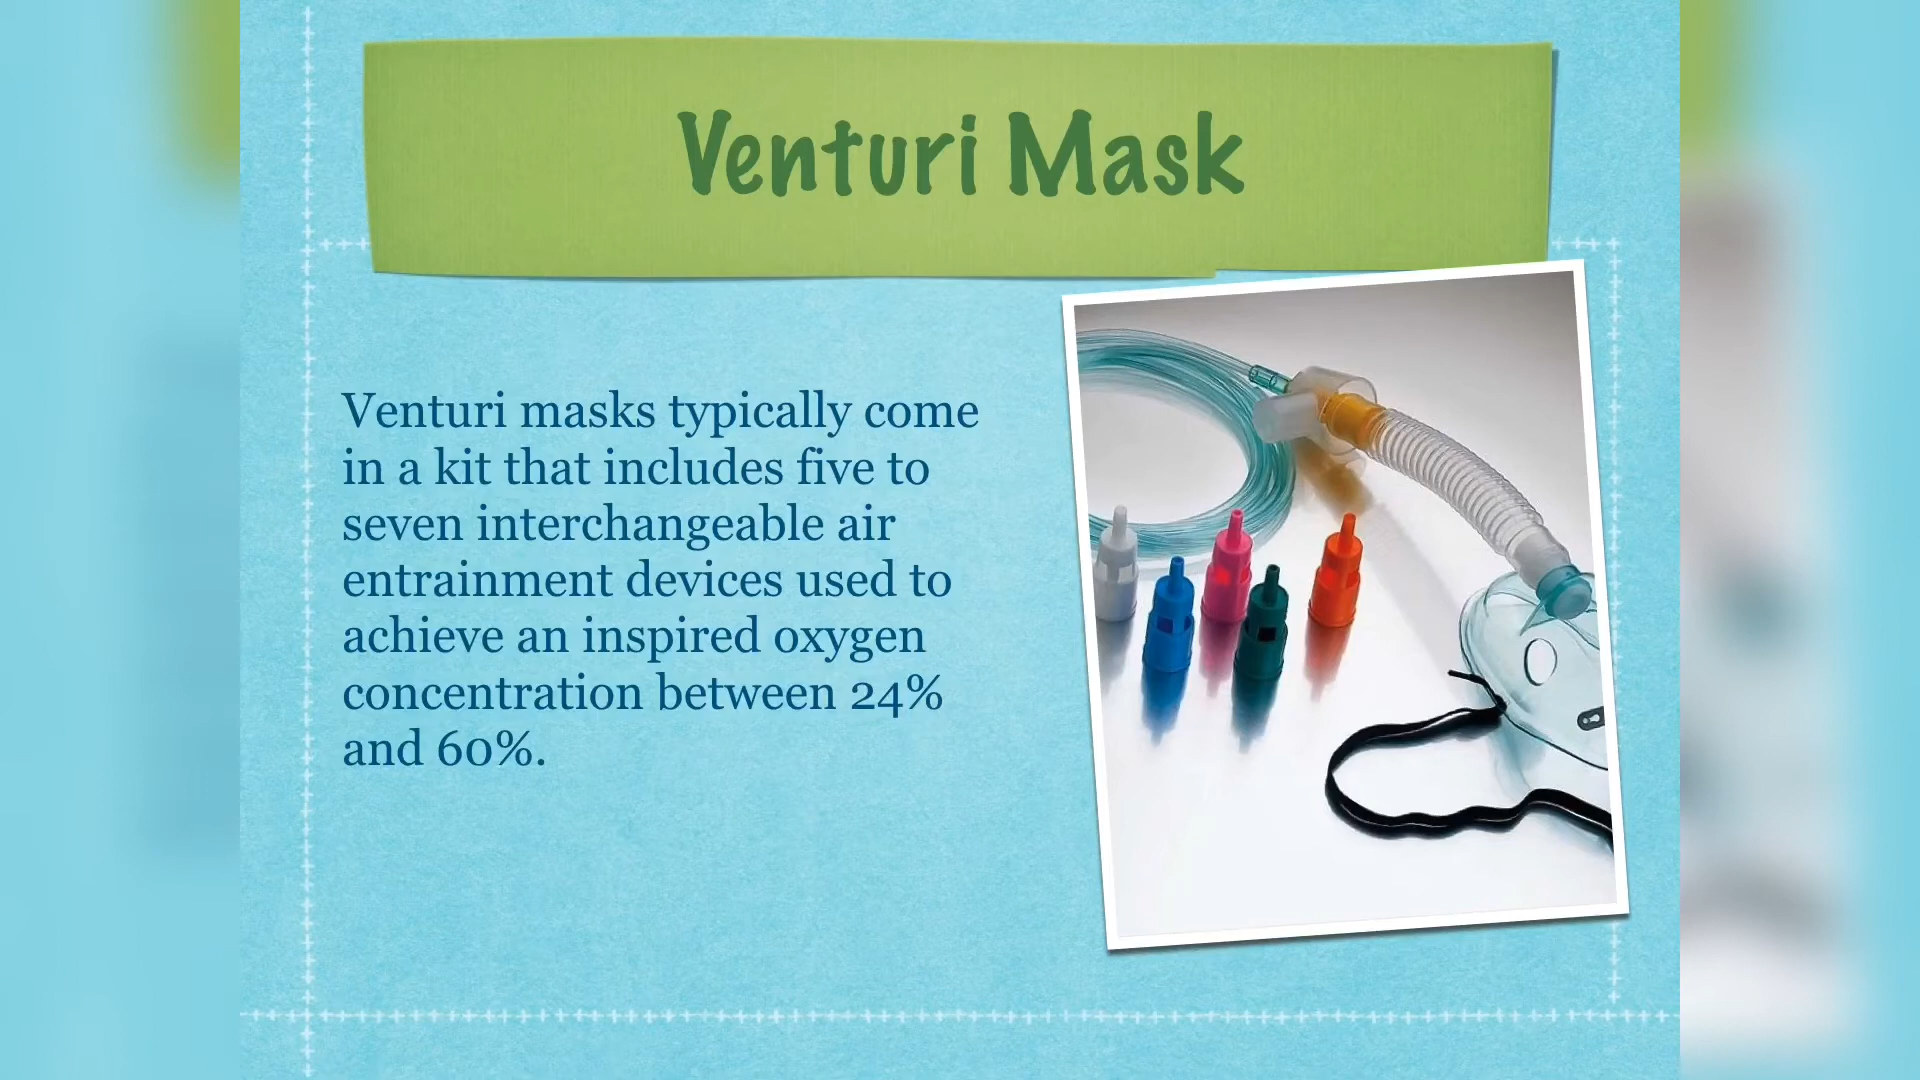 Venturi Mask
Venturi masks typically come
in a kit that includes five to
seven interchangeable air
entrainment devices used to
achieve an inspired oxygen
concentration between 24%
and 60%.